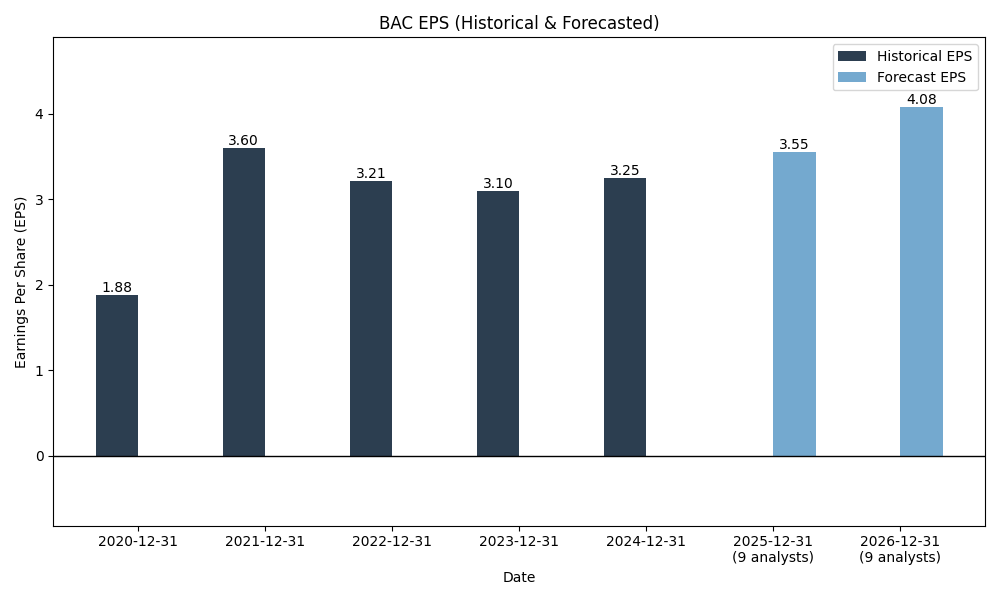 BAC EPS (Historical & Forecasted)
Historical EPS
Forecast EPS
Earnings Per Share (EPS)
4
3
2
1
0
1.88
3.60
3.21
3.10
3.25
3.55
4.08
2020-12-31
2021-12-31
2022-12-31
2023-12-31
2024-12-31
2025-12-31
(9 analysts)
2026-12-31
(9 analysts)
Date